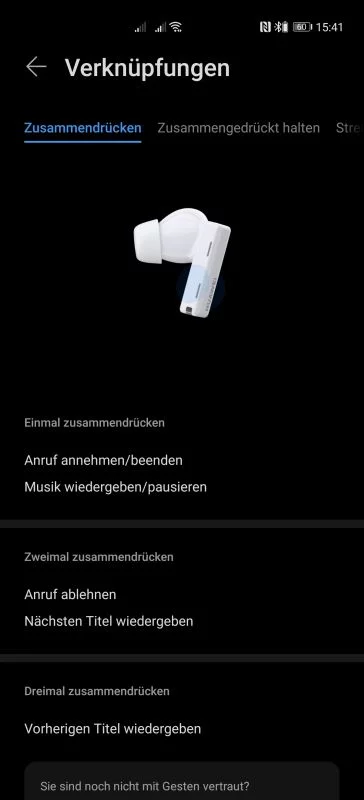 60 15:41
Verknüpfungen
Zusammendrücken Zusammengedrückt halten Stre
Einmal zusammendrücken
Anruf annehmen/beenden
Musik wiedergeben/pausieren
Zweimal zusammendrücken
Anruf ablehnen
Nächsten Titel wiedergeben
Dreimal zusammendrücken
Vorherigen Titel wiedergeben
Sie sind noch nicht mit Gesten vertraut?